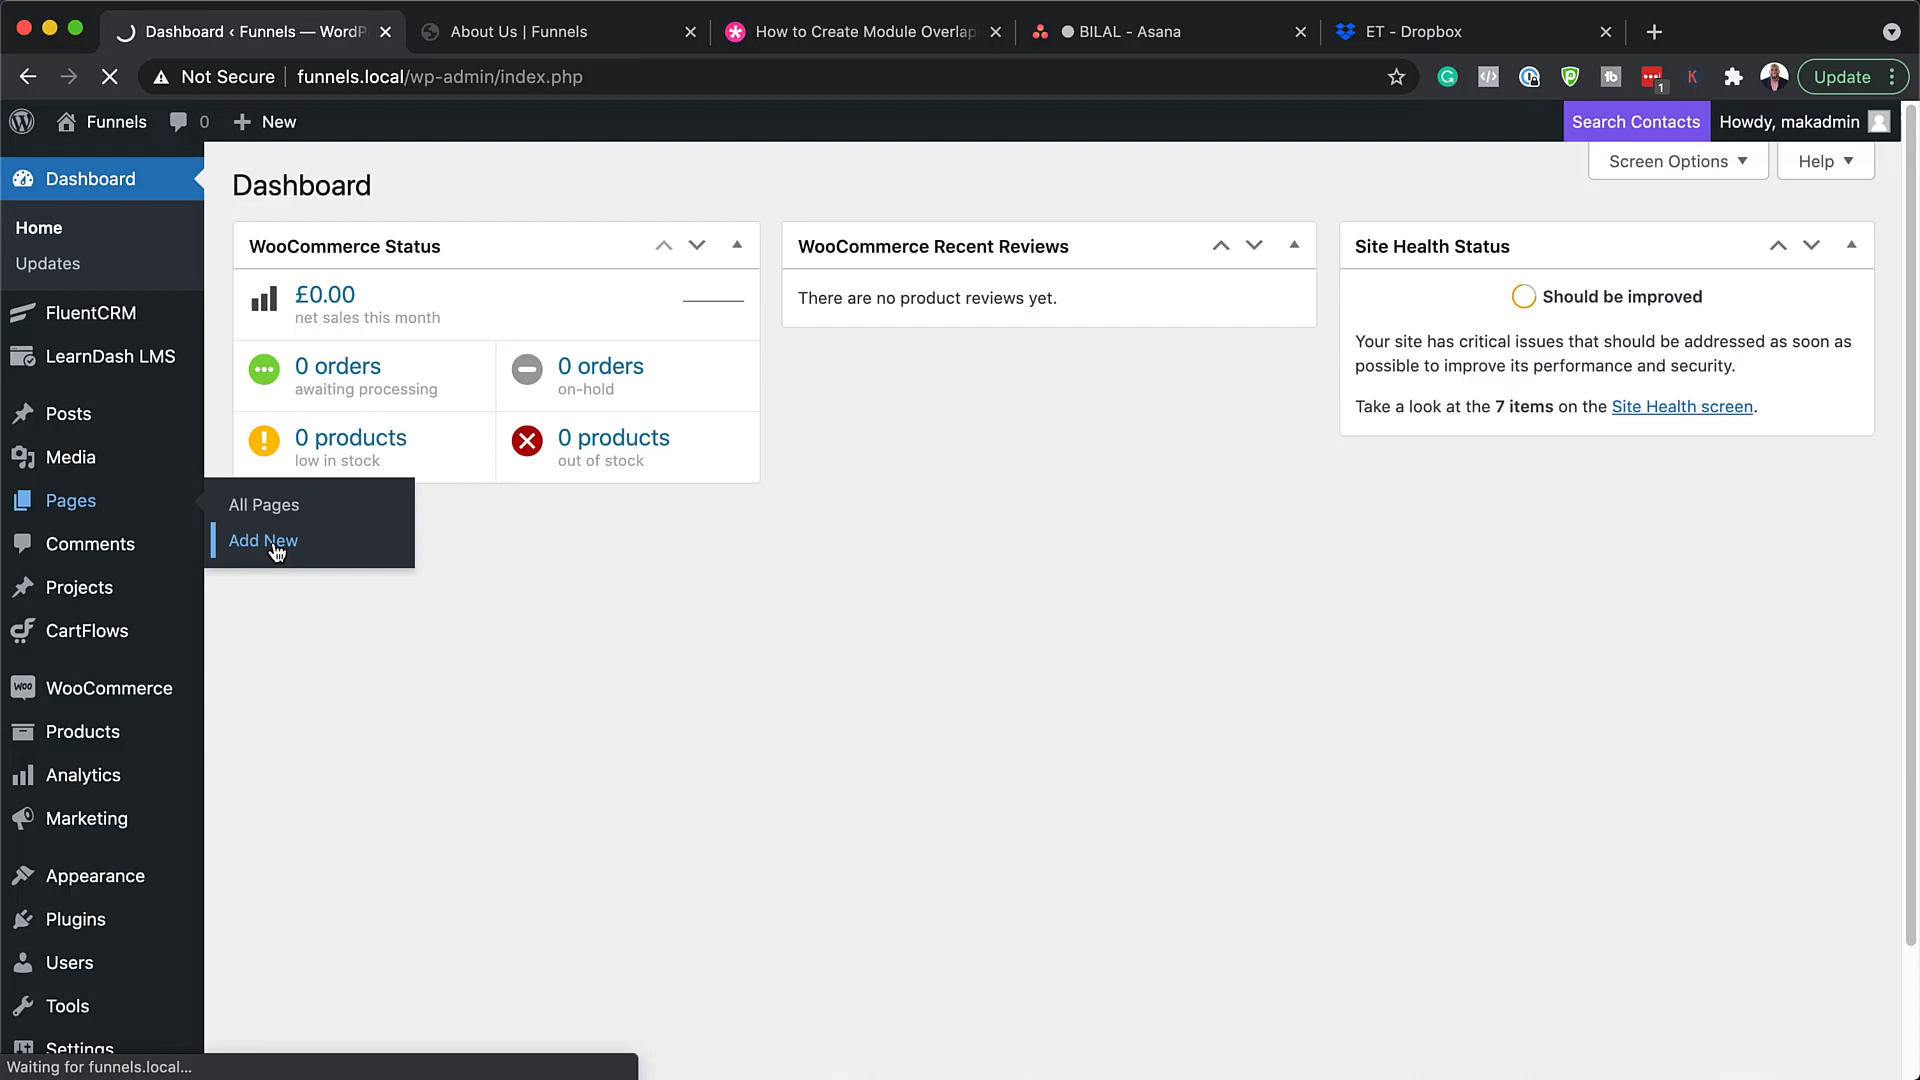 Dashboard ‹ Funnels — WordP
About Us | Funnels
How to Create Module Overlap
BILAL - Asana
ET - Dropbox
Not Secure
funnels.local/wp-admin/index.php
1
Update
Funnels
0
New
Search Contacts
Howdy, makadmin
Screen Options
Help
Dashboard
Home
Updates
FluentCRM
LearnDash LMS
Posts
Media
Pages
Comments
Projects
CartFlows
WooCommerce
Products
Analytics
Marketing
Appearance
Plugins
Users
Tools
Settings
All Pages
Add New
Dashboard
WooCommerce Status
£0.00
net sales this month
0 orders
awaiting processing
0 orders
on-hold
0 products
low in stock
0 products
out of stock
WooCommerce Recent Reviews
There are no product reviews yet.
Site Health Status
Should be improved
Your site has critical issues that should be addressed as soon as
possible to improve its performance and security.
Take a look at the 7 items on the Site Health screen.
Waiting for funnels.local...